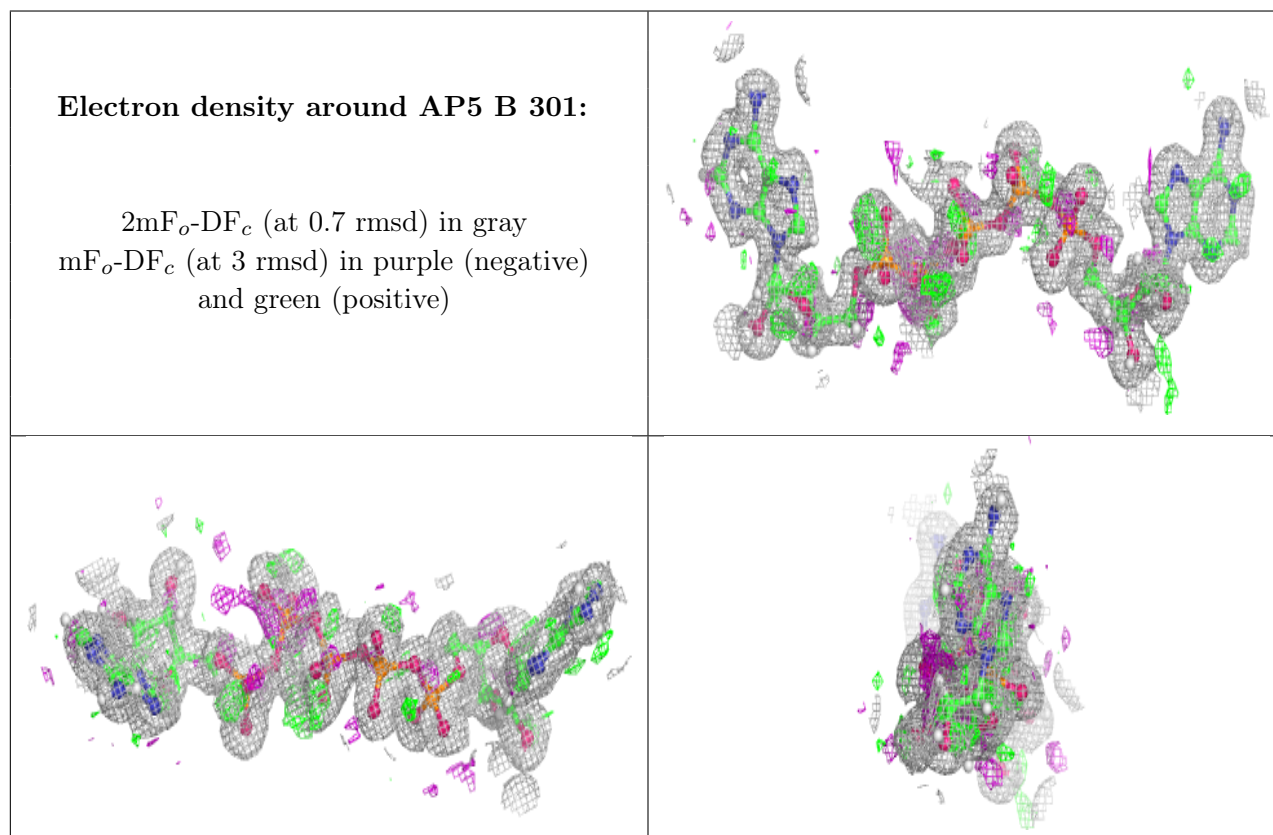 Electron density around AP5 B 301:
2mFₒ-DF𝒸 (at 0.7 rmsd) in gray
mFₒ-DF𝒸 (at 3 rmsd) in purple (negative)
and green (positive)